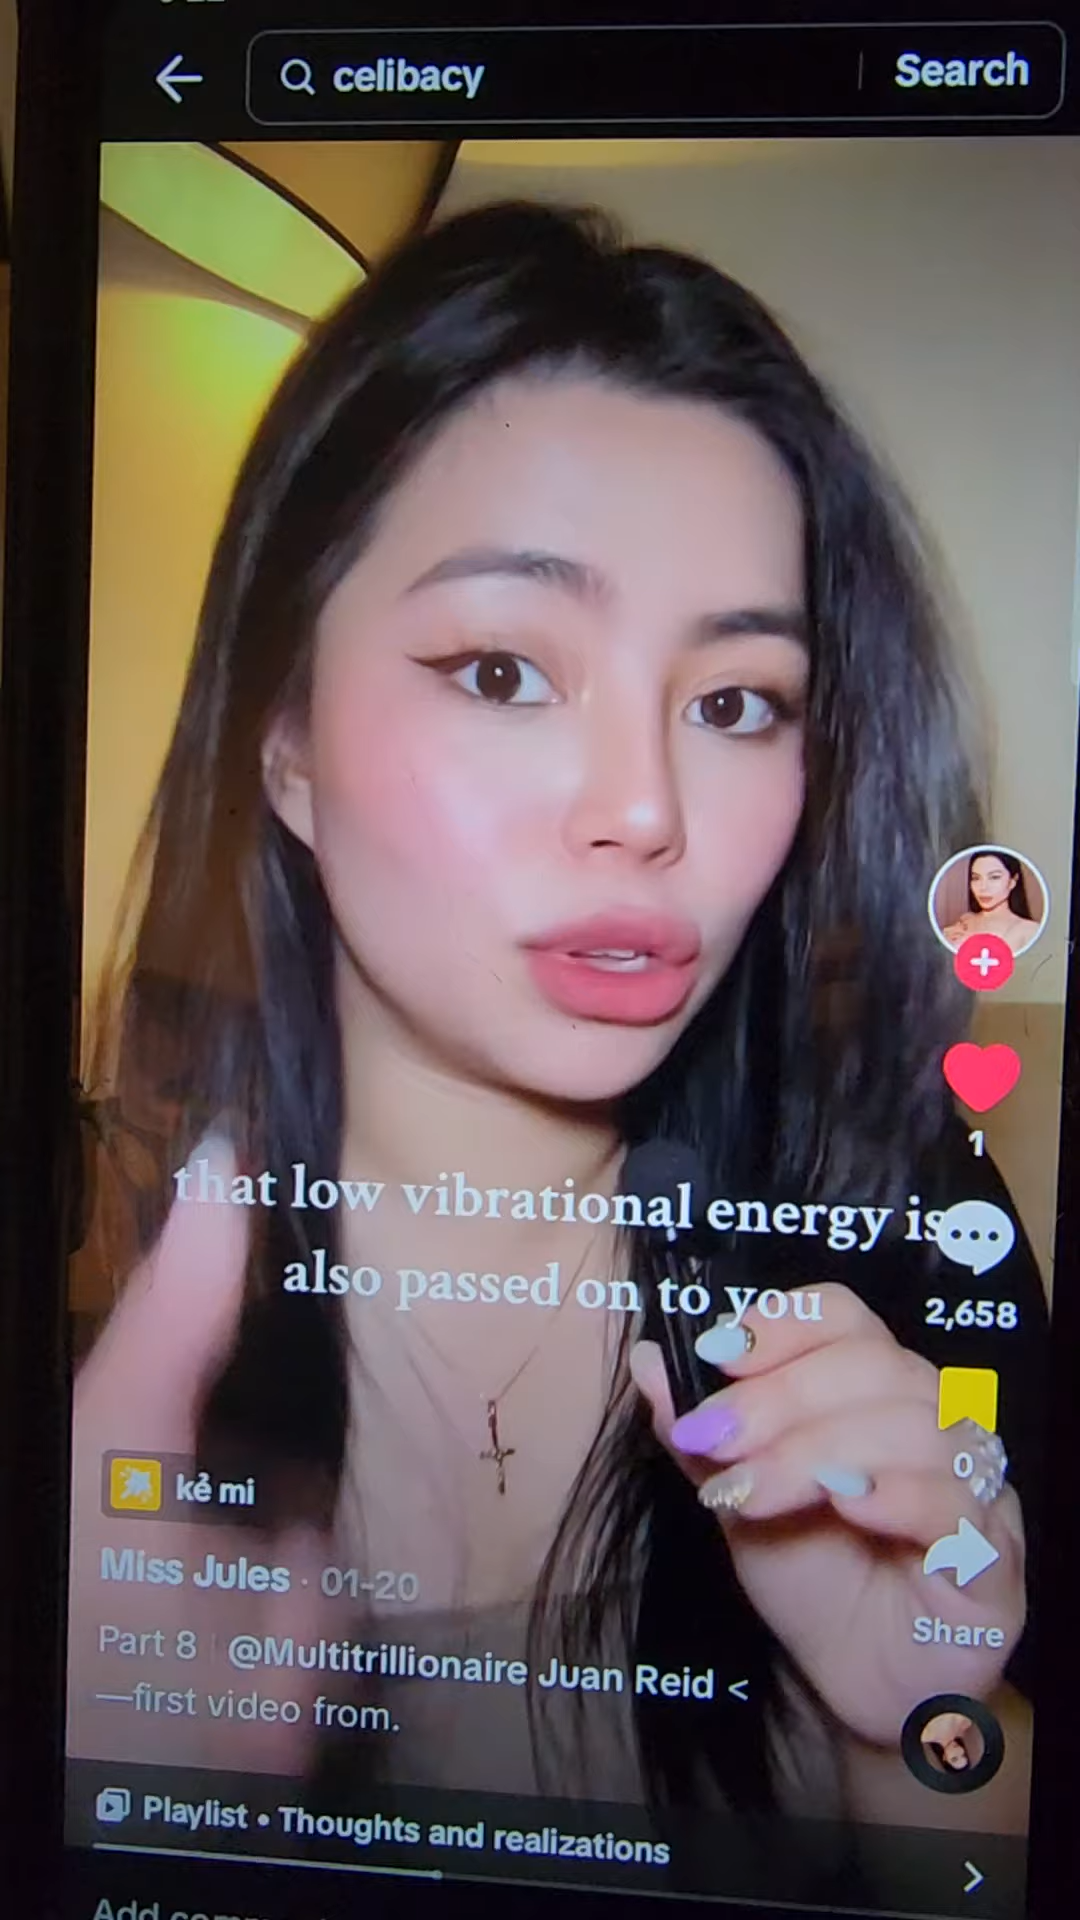 celibacy
Search
that low vibrational energy is
also passed on to you
1
2,658
0
Share
kẻ mi
Miss Jules · 01-20
Part 8 | @Multitrillionaire Juan Reid <
—first video from.
Playlist • Thoughts and realizations
Add